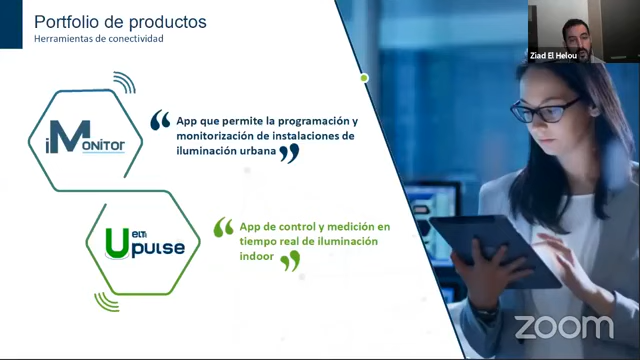 Portfolio de productos
Herramientas de conectividad
Ziad El Helou
iMonitor
“ App que permite la programación y
monitorización de instalaciones de
iluminación urbana ”
ELT
Upulse
“ App de control y medición en
tiempo real de iluminación
indoor ”
zoom